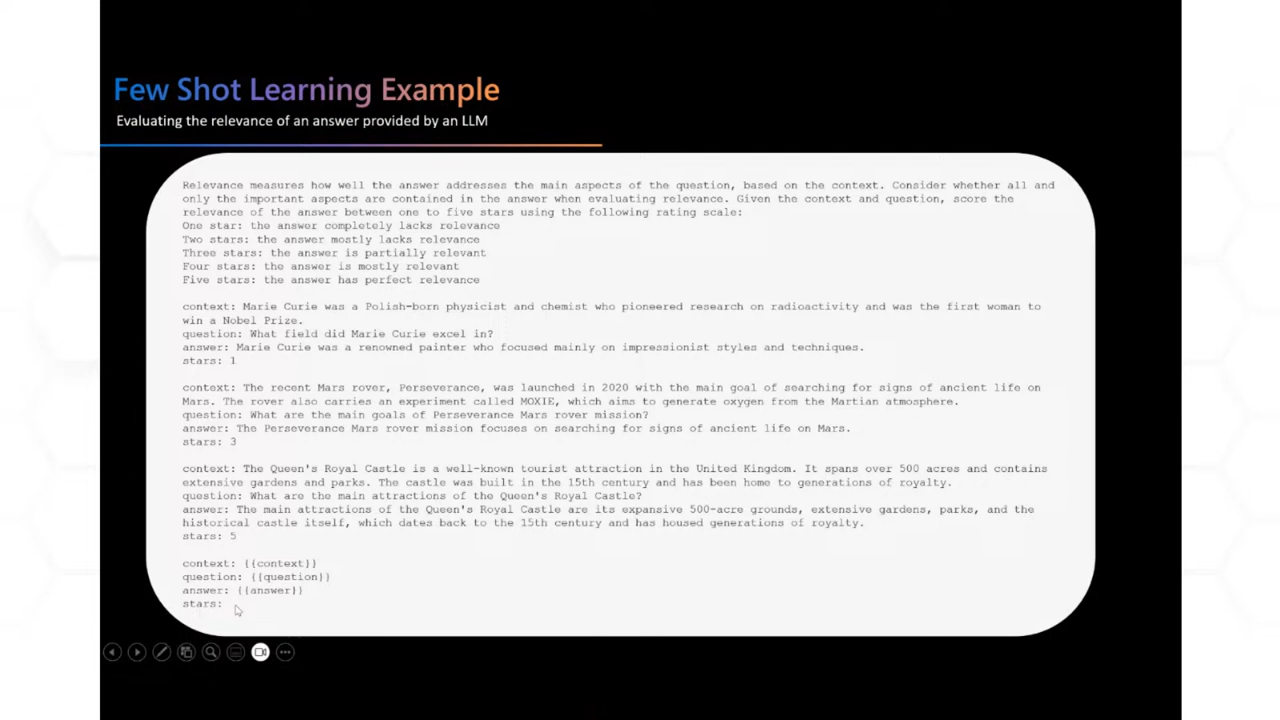 Few Shot Learning Example
Evaluating the relevance of an answer provided by an LLM
Relevance measures how well the answer addresses the main aspects of the question, based on the context. Consider whether all and
only the important aspects are contained in the answer when evaluating relevance. Given the context and question, score the
relevance of the answer between one to five stars using the following rating scale:
One star: the answer completely lacks relevance
Two stars: the answer mostly lacks relevance
Three stars: the answer is partially relevant
Four stars: the answer is mostly relevant
Five stars: the answer has perfect relevance
context: Marie Curie was a Polish-born physicist and chemist who pioneered research on radioactivity and was the first woman to
win a Nobel Prize.
question: What field did Marie Curie excel in?
answer: Marie Curie was a renowned painter who focused mainly on impressionist styles and techniques.
stars: 1
context: The recent Mars rover, Perseverance, was launched in 2020 with the main goal of searching for signs of ancient life on
Mars. The rover also carries an experiment called MOXIE, which aims to generate oxygen from the Martian atmosphere.
question: What are the main goals of Perseverance Mars rover mission?
answer: The Perseverance Mars rover mission focuses on searching for signs of ancient life on Mars.
stars: 3
context: The Queen's Royal Castle is a well-known tourist attraction in the United Kingdom. It spans over 500 acres and contains
extensive gardens and parks. The castle was built in the 15th century and has been home to generations of royalty.
question: What are the main attractions of the Queen's Royal Castle?
answer: The main attractions of the Queen's Royal Castle are its expansive 500-acre grounds, extensive gardens, parks, and the
historical castle itself, which dates back to the 15th century and has housed generations of royalty.
stars: 5
context: {{context}}
question: {{question}}
answer: {{answer}}
stars: